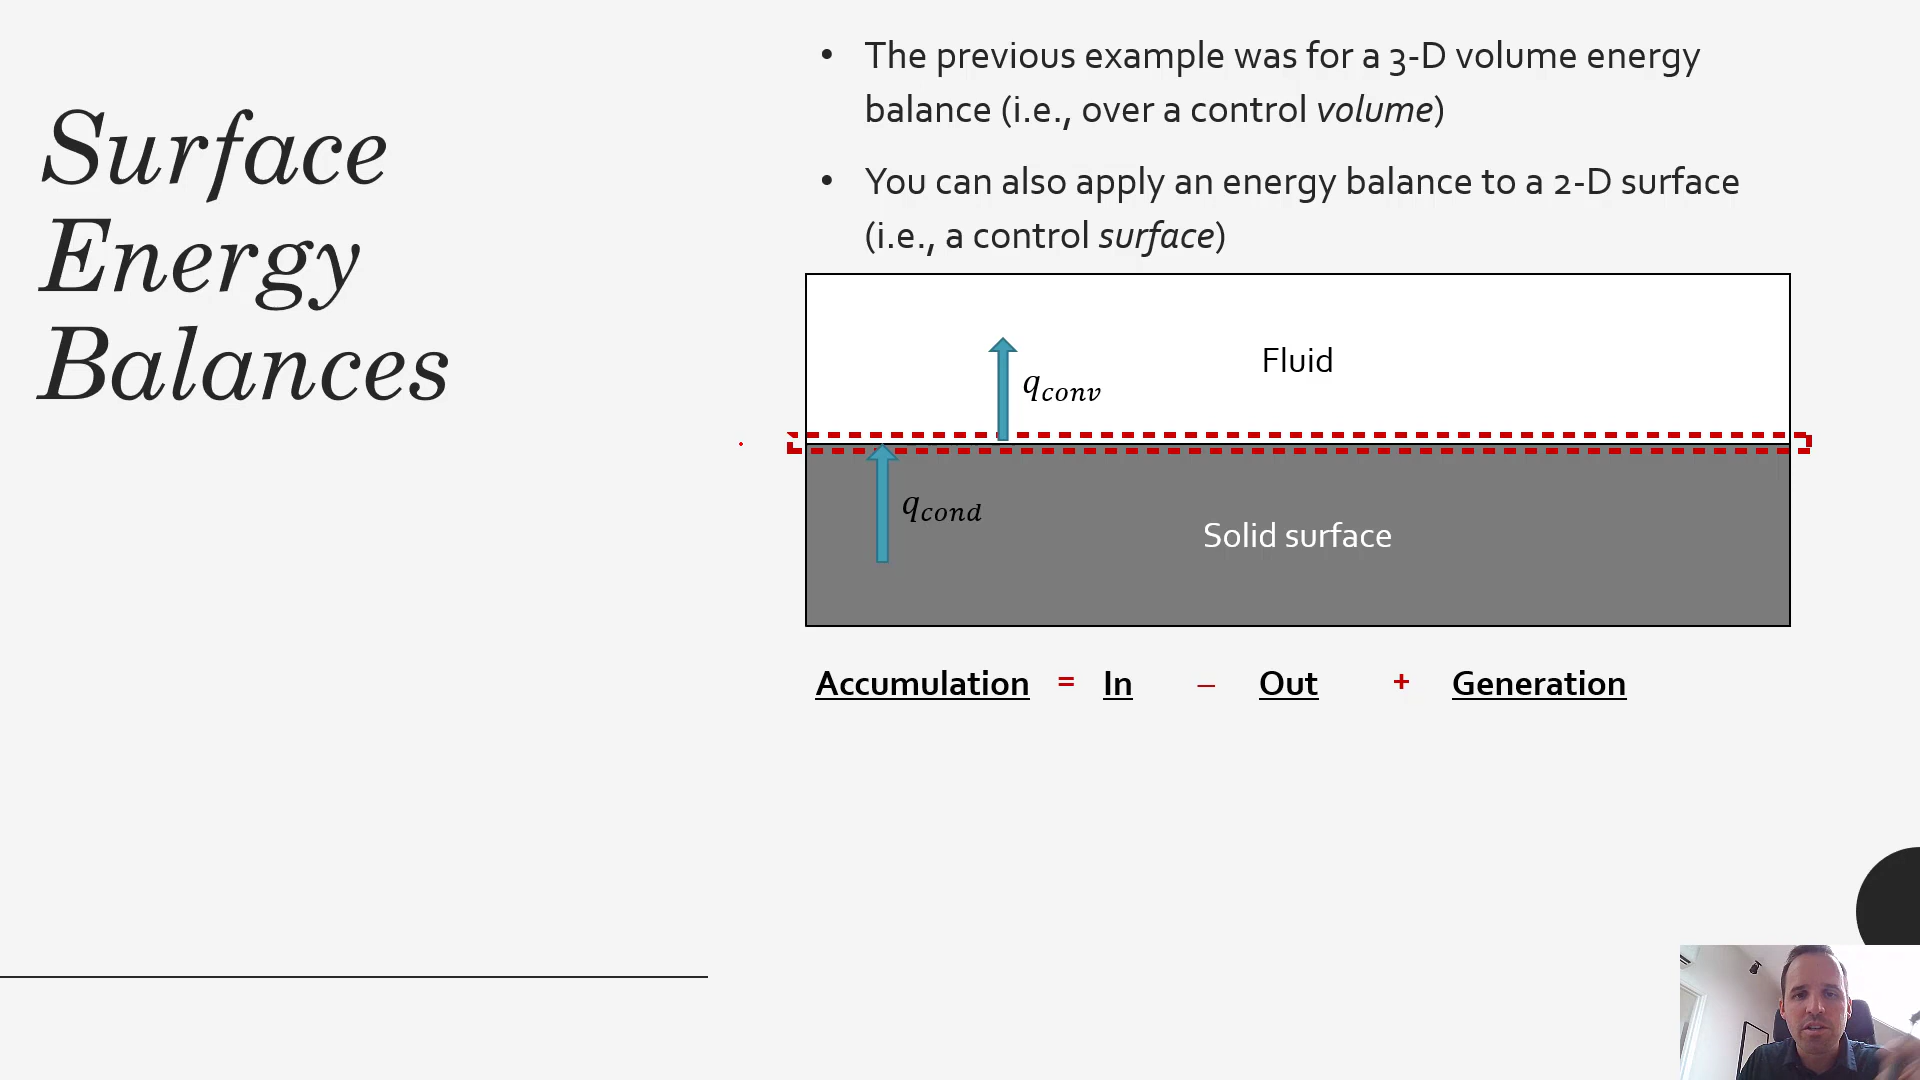 Surface
Energy
Balances
• The previous example was for a 3-D volume energy
balance (i.e., over a control volume)
• You can also apply an energy balance to a 2-D surface
(i.e., a control surface)
Fluid
q_conv
q_cond
Solid surface
Accumulation = In – Out + Generation